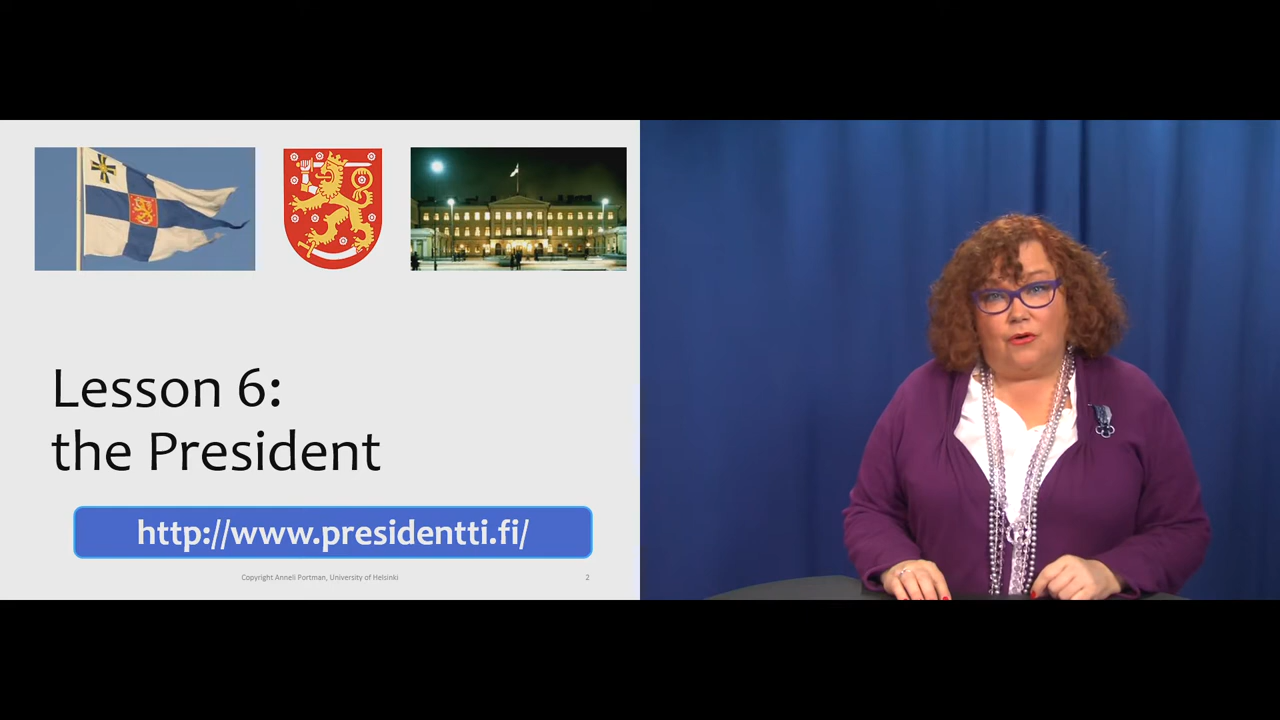 Lesson 6:
the President
http://www.presidentti.fi/
Copyright Anneli Portman, University of Helsinki
2